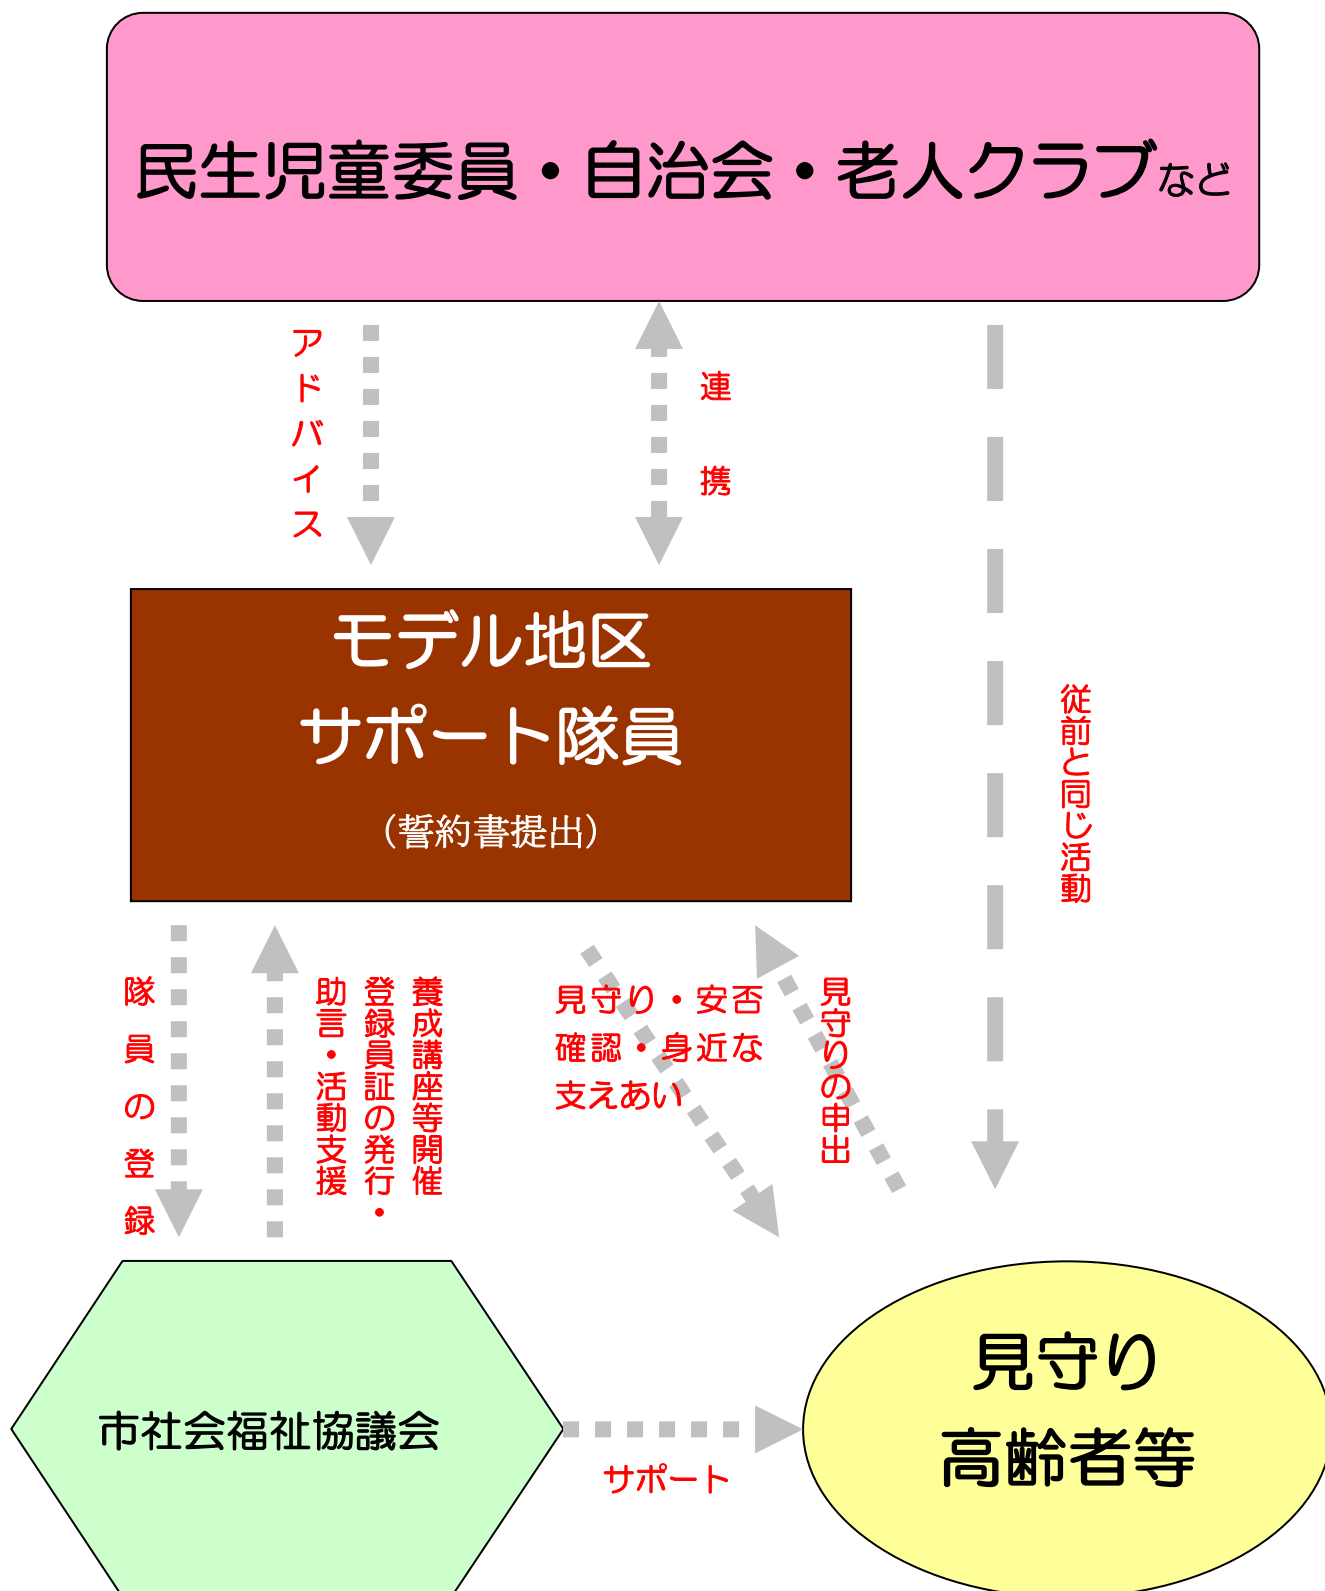 民生児童委員・自治会・老人クラブなど
アドバイス
連携
モデル地区
サポート隊員
（誓約書提出）
従前と同じ活動
隊員の登録
養成講座等開催
登録員証の発行・
助言・活動支援
見守り・安否
確認・身近な
支えあい
見守りの申出
市社会福祉協議会
サポート
見守り
高齢者等